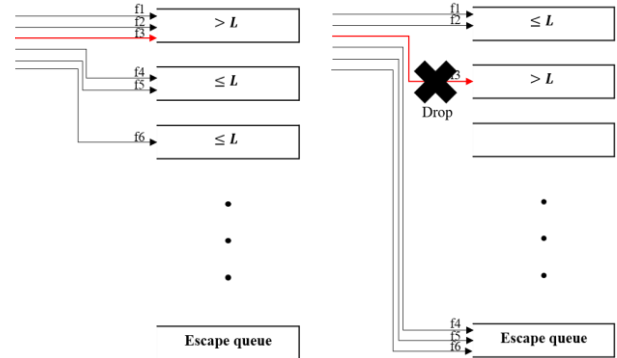 f1
f2
f3
> L
f4
f5
≤ L
f6
≤ L
Escape queue
f1
f2
≤ L
f3
> L
Drop
f4
f5
f6
Escape queue